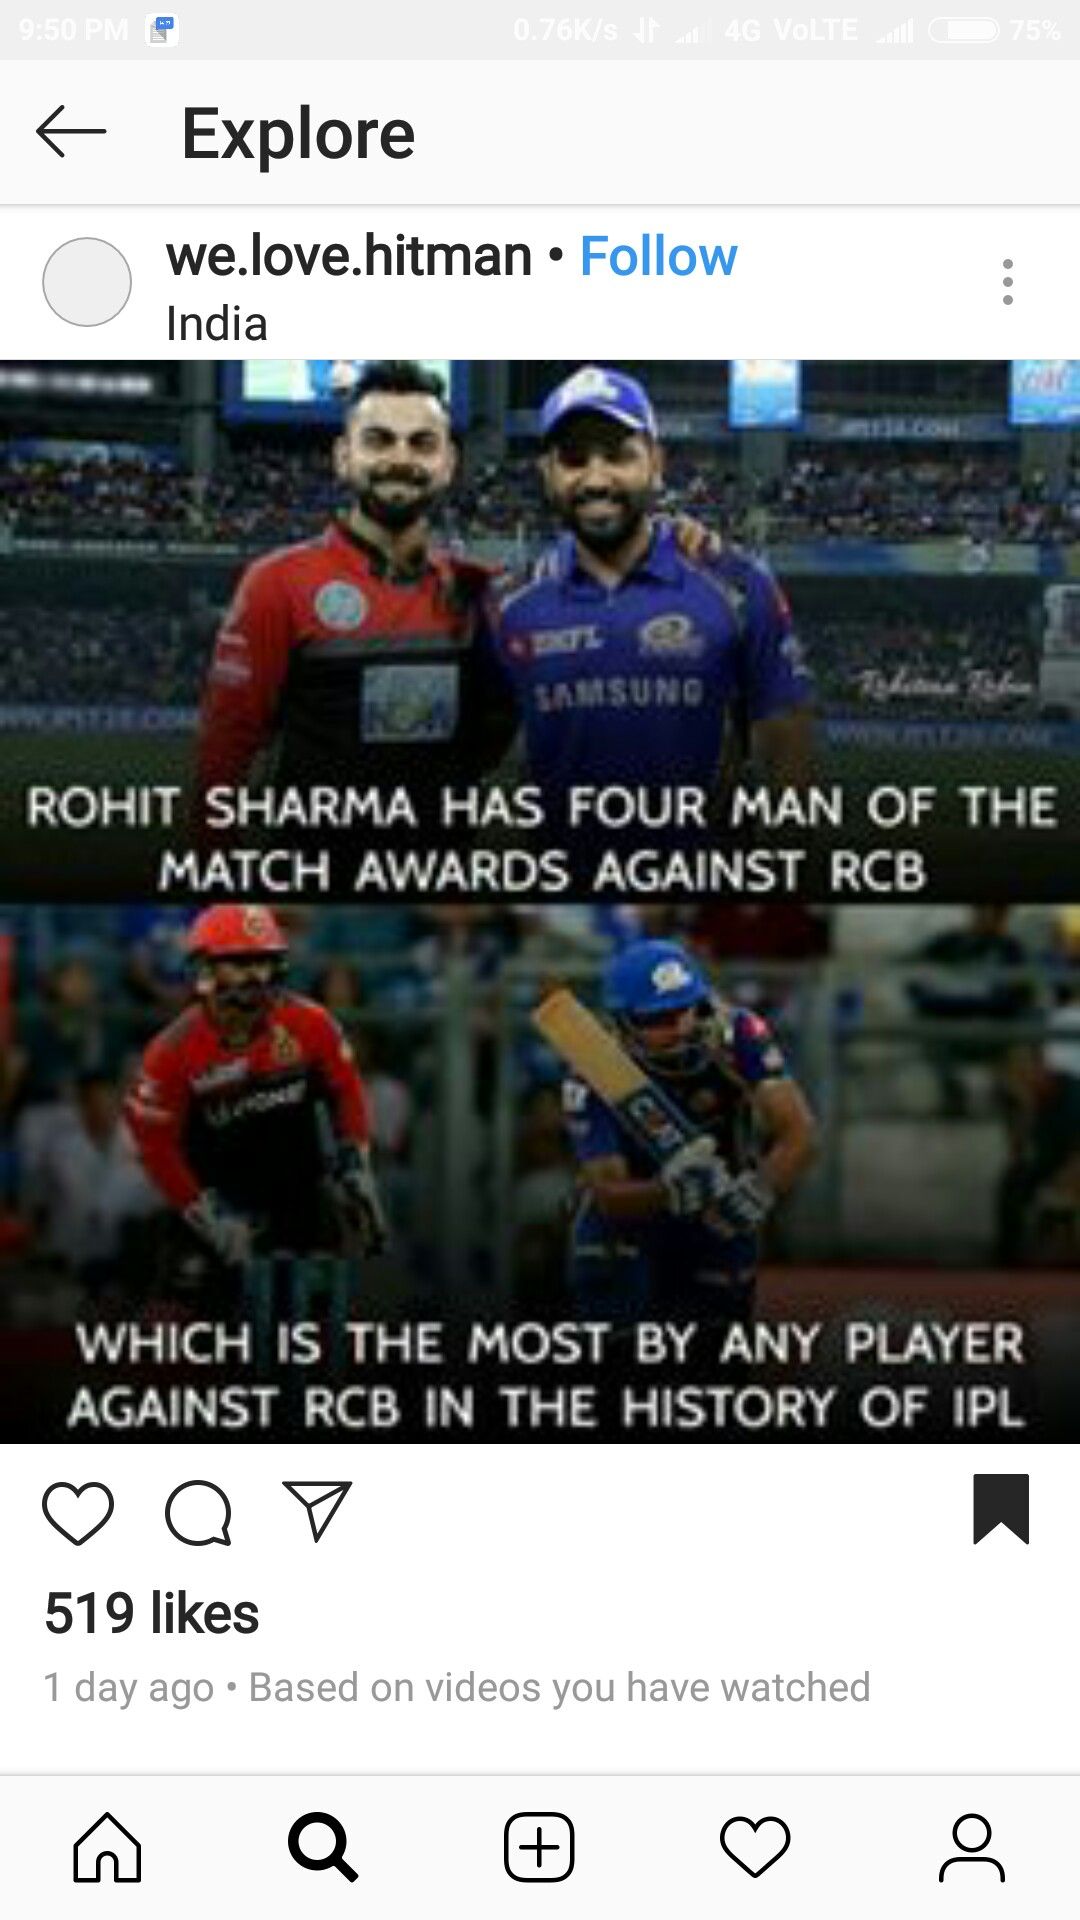 9:50 PM
0.76K/s
4G VoLTE
75%
Explore
we.love.hitman • Follow
India
SAMSUNG
ROHIT SHARMA HAS FOUR MAN OF THE
MATCH AWARDS AGAINST RCB
WHICH IS THE MOST BY ANY PLAYER
AGAINST RCB IN THE HISTORY OF IPL
519 likes
1 day ago • Based on videos you have watched